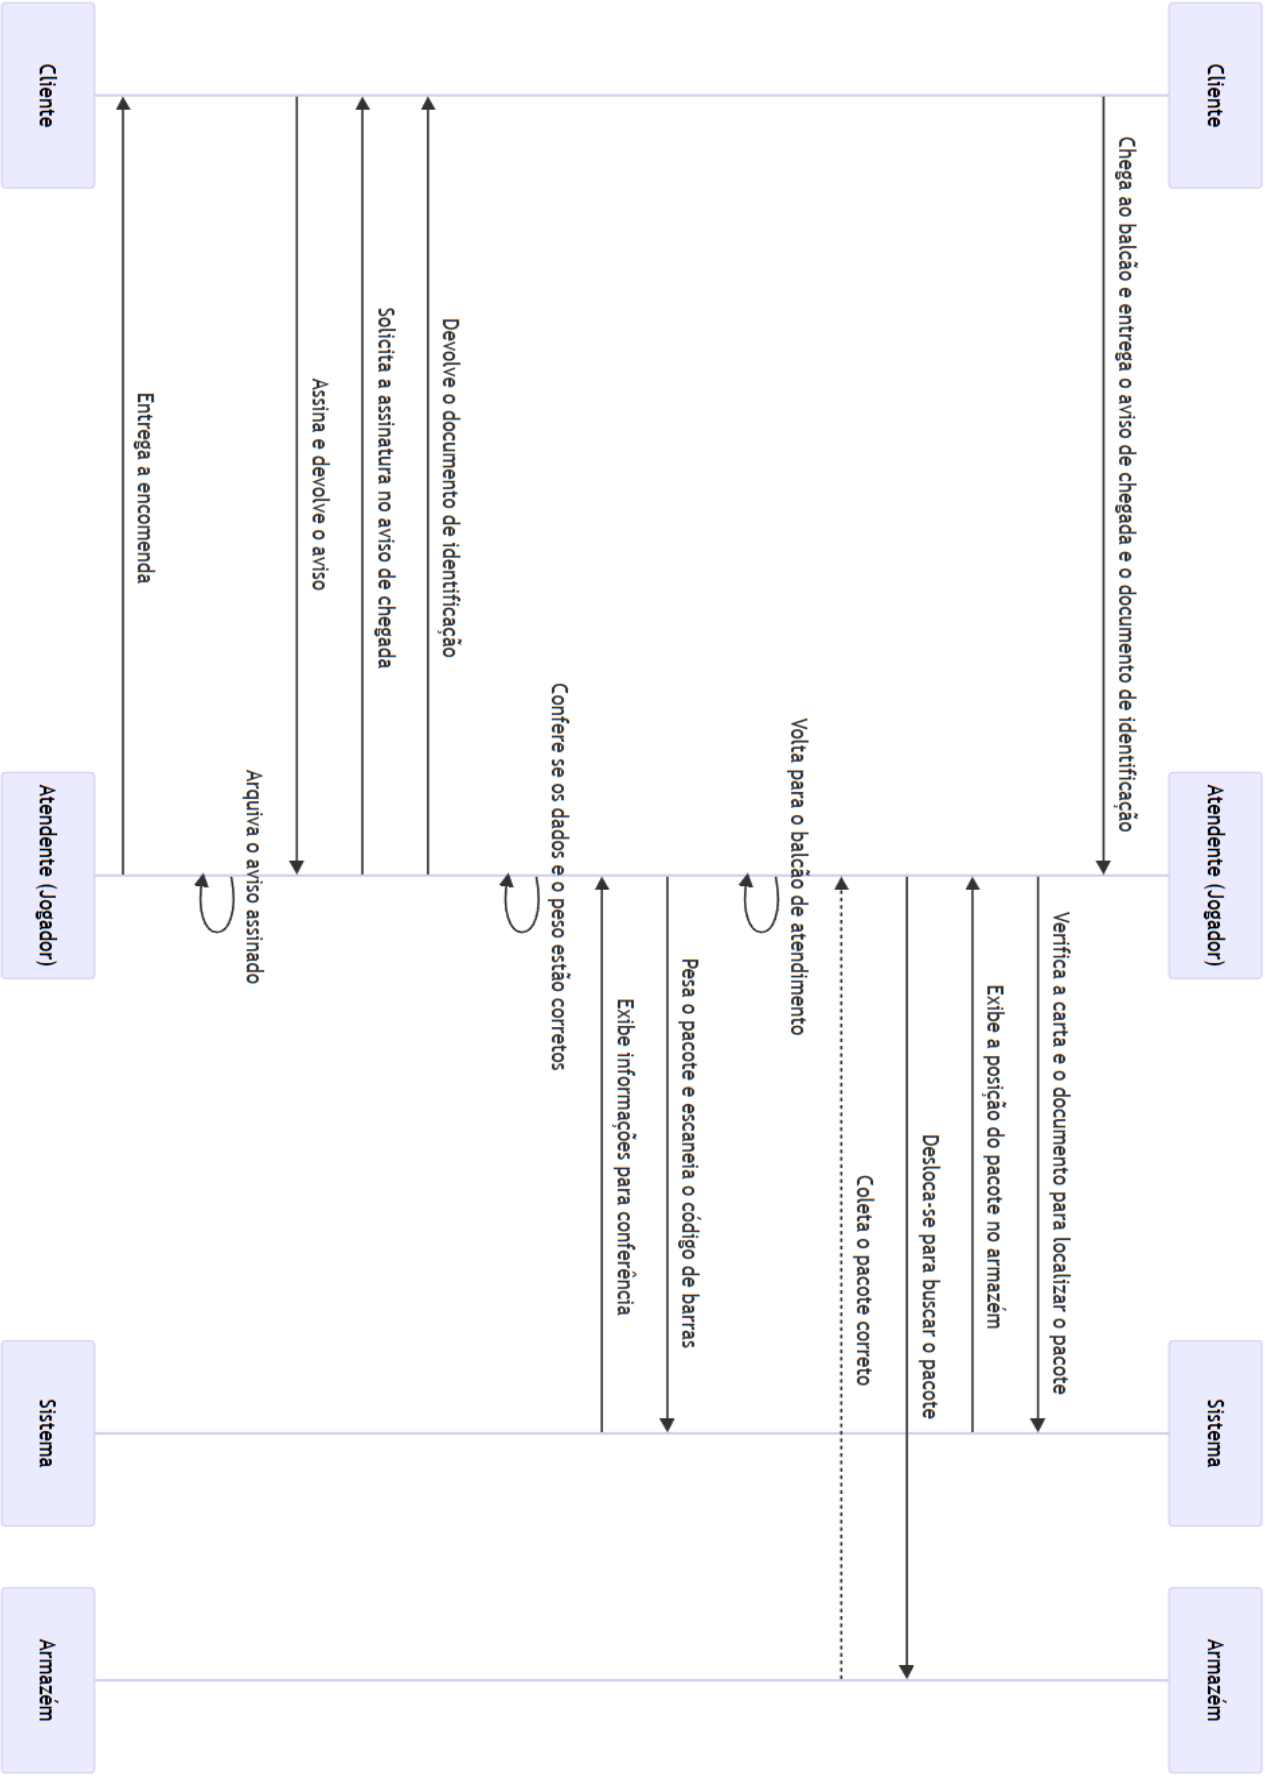 Cliente
Atendente (Jogador)
Sistema
Armazém
Chega ao balcão e entrega o aviso de chegada e o documento de identificação
Verifica a carta e o documento para localizar o pacote
Exibe a posição do pacote no armazém
Desloca-se para buscar o pacote
Coleta o pacote correto
Volta para o balcão de atendimento
Pesa o pacote e escaneia o código de barras
Exibe informações para conferência
Confere se os dados e o peso estão corretos
Devolve o documento de identificação
Solicita a assinatura no aviso de chegada
Assina e devolve o aviso
Arquiva o aviso assinado
Entrega a encomenda
Cliente
Atendente (Jogador)
Sistema
Armazém